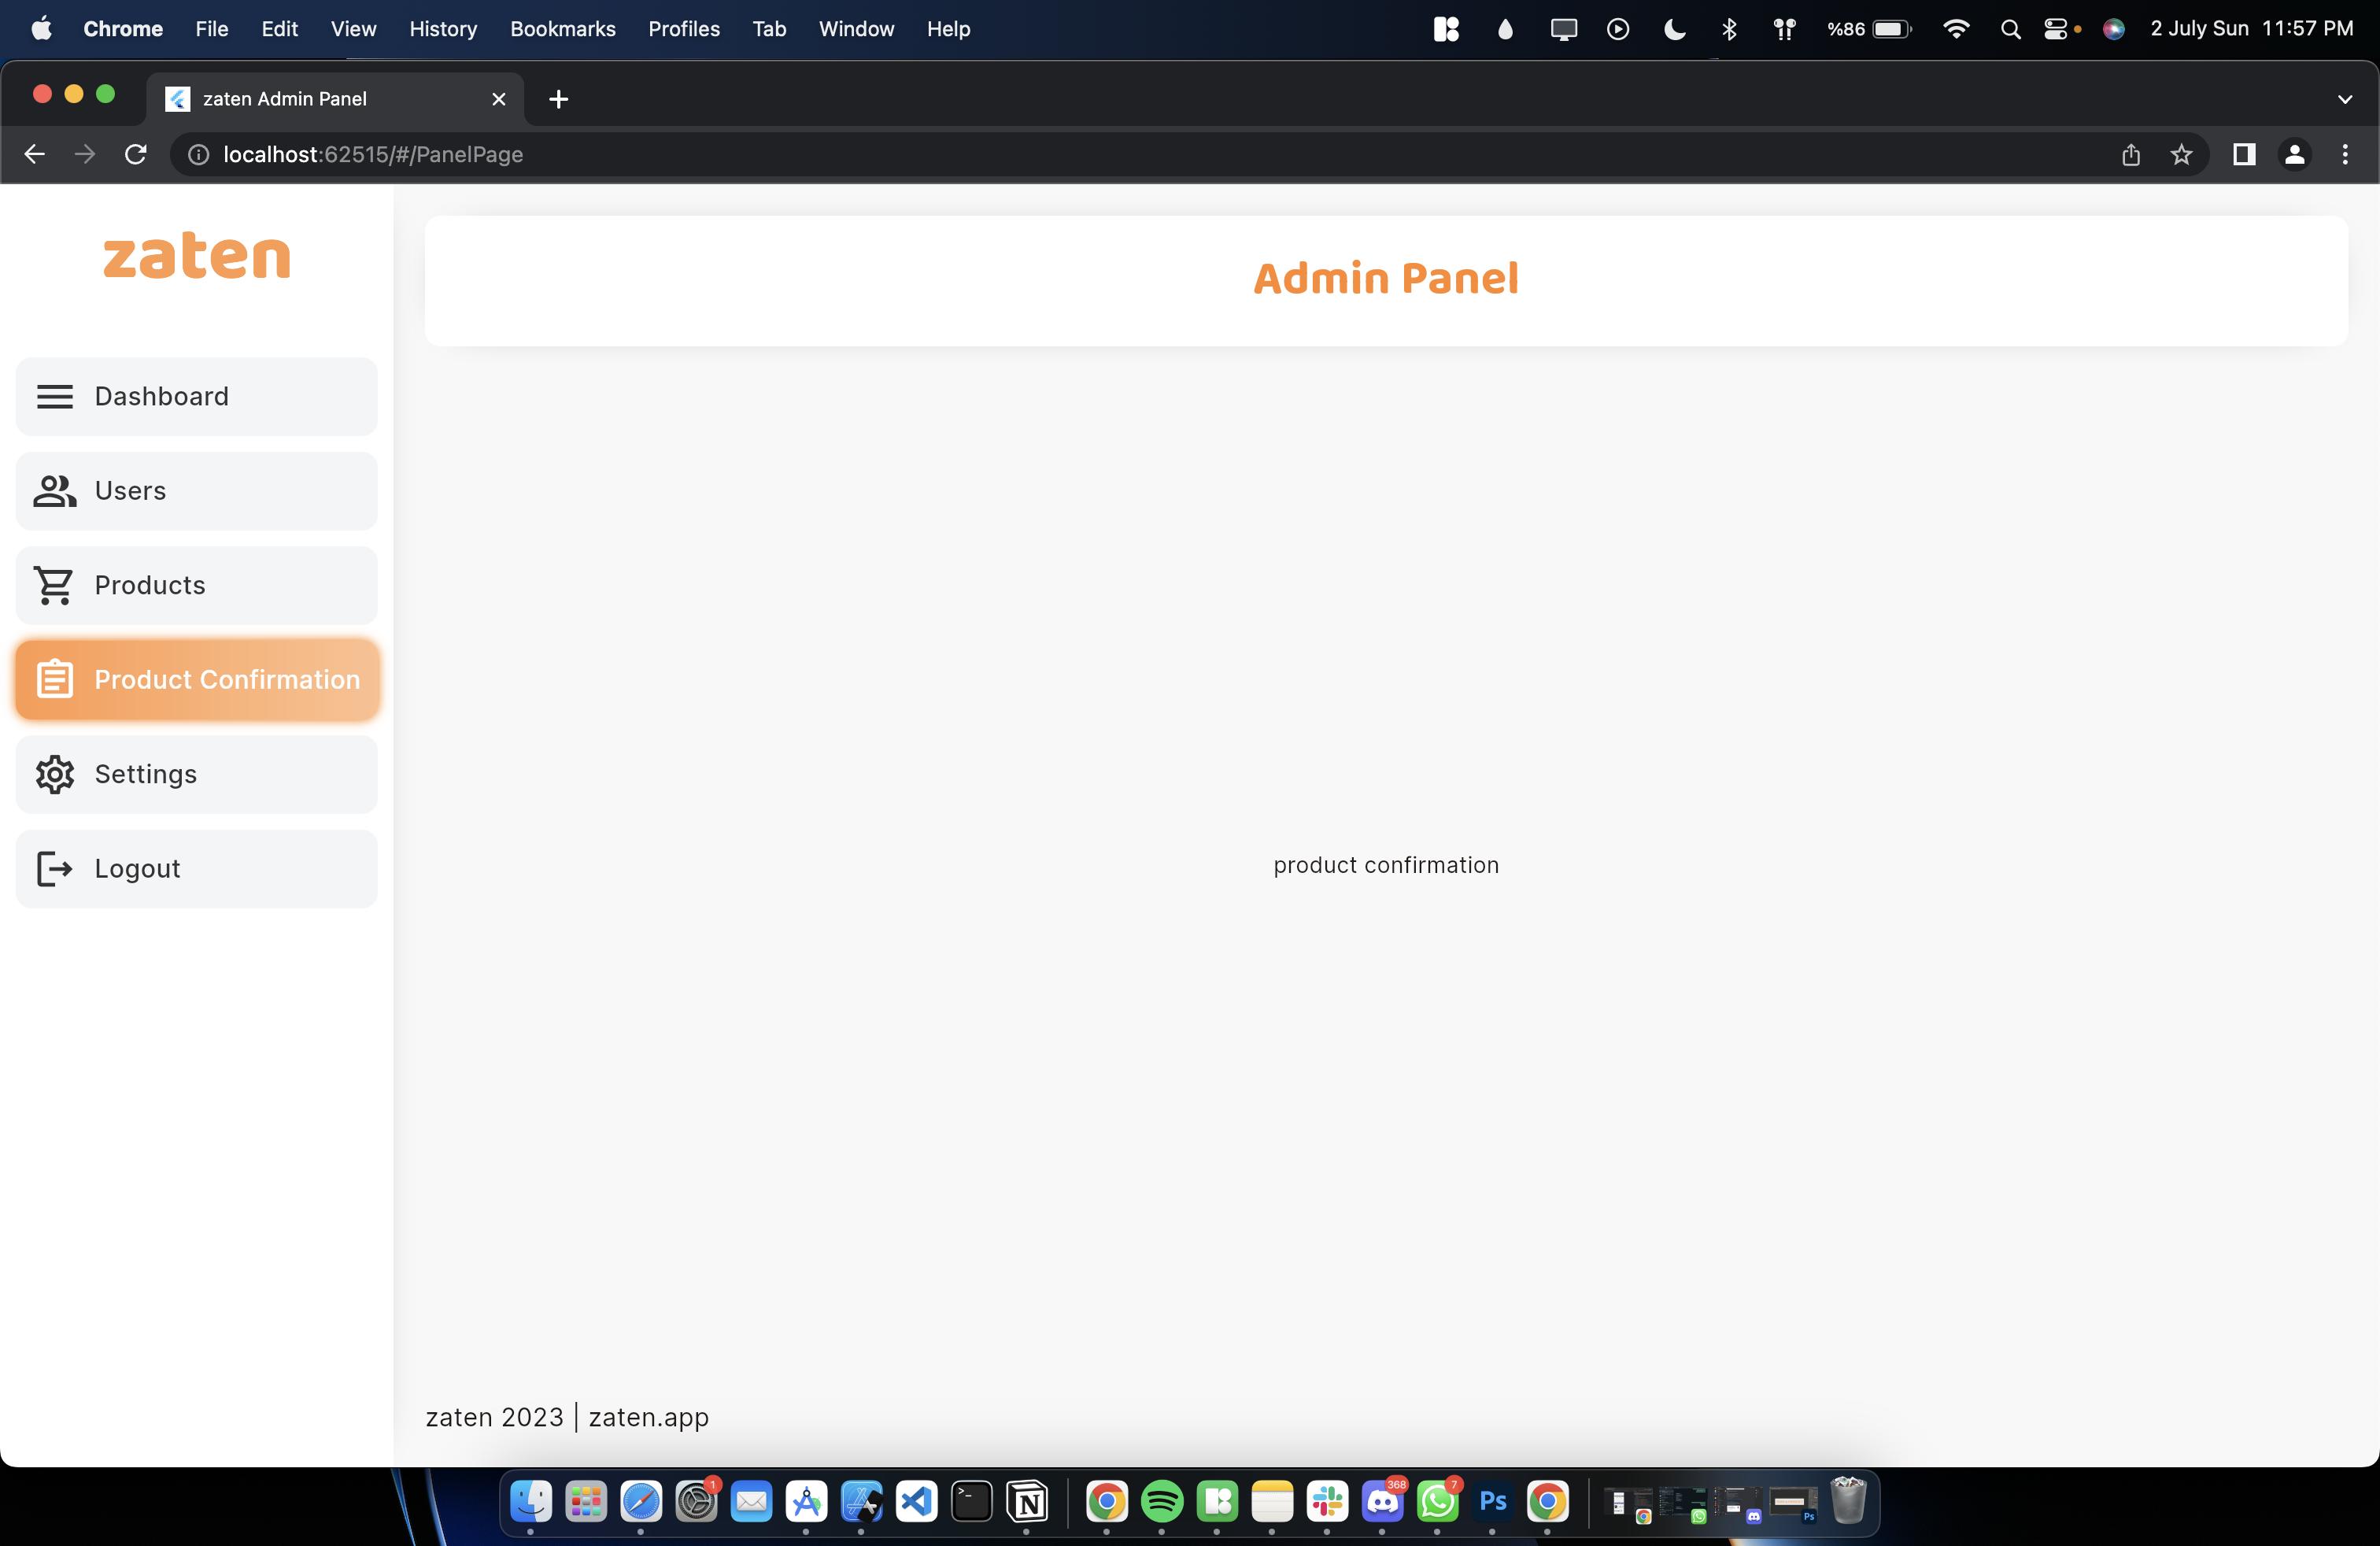 Chrome File Edit View History Bookmarks Profiles Tab Window Help %86 2 July Sun 11:57 PM
zaten Admin Panel
localhost:62515/#/PanelPage
zaten
Admin Panel
Dashboard
Users
Products
Product Confirmation
Settings
Logout
product confirmation
zaten 2023 | zaten.app
1
368
7
Ps
Ps